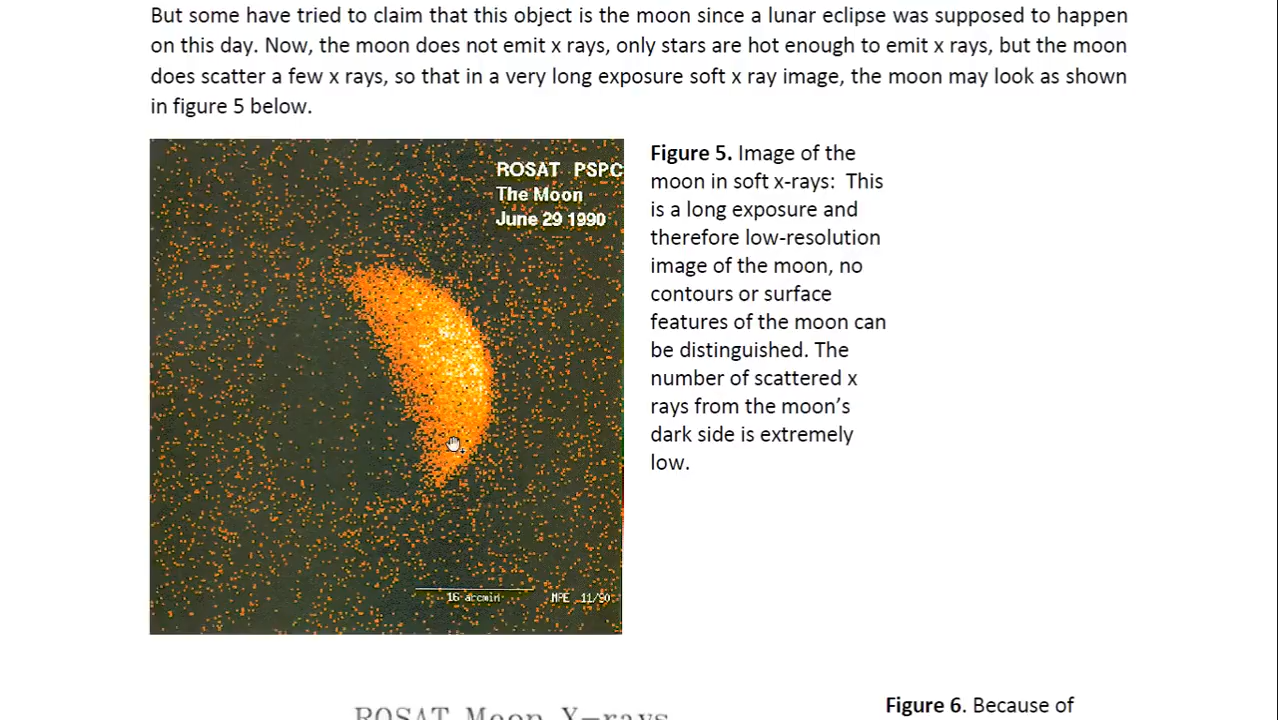 But some have tried to claim that this object is the moon since a lunar eclipse was supposed to happen
on this day. Now, the moon does not emit x rays, only stars are hot enough to emit x rays, but the moon
does scatter a few x rays, so that in a very long exposure soft x ray image, the moon may look as shown
in figure 5 below.
ROSAT PSPC
The Moon
June 29 1990
16 arcmin
MPE 11/90
Figure 5. Image of the
moon in soft x-rays: This
is a long exposure and
therefore low-resolution
image of the moon, no
contours or surface
features of the moon can
be distinguished. The
number of scattered x
rays from the moon's
dark side is extremely
low.
ROSAT Moon X-rays
Figure 6. Because of